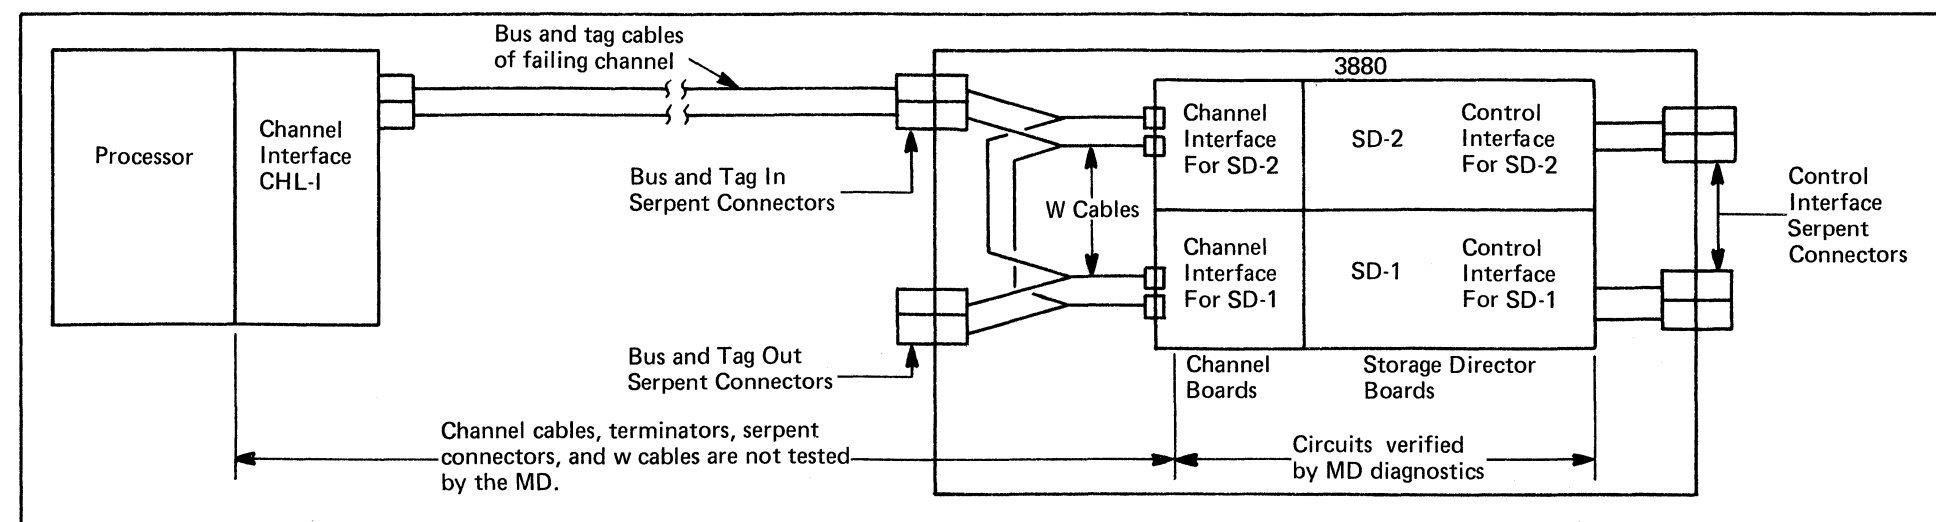 Bus and tag cables
of failing channel
3880
Processor
Channel
Interface
CHL-I
Bus and Tag In
Serpent Connectors
W Cables
Channel
Interface
For SD-2
SD-2
Control
Interface
For SD-2
Channel
Interface
For SD-1
SD-1
Control
Interface
For SD-1
Control
Interface
Serpent
Connectors
Bus and Tag Out
Serpent Connectors
Channel
Boards
Storage Director
Boards
Channel cables, terminators, serpent
connectors, and w cables are not tested
by the MD.
Circuits verified
by MD diagnostics